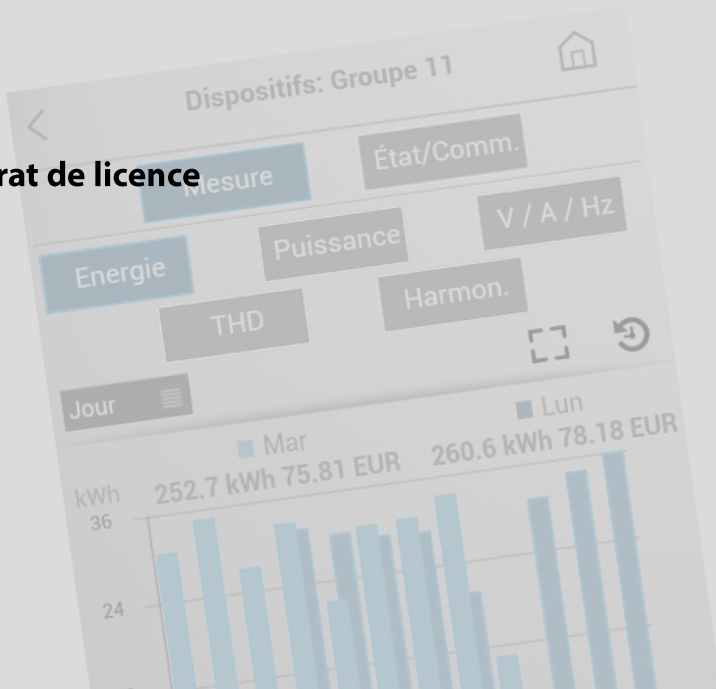 Dispositifs: Groupe 11
rat de licence
Mesure
État/Comm.
Energie
Puissance
V / A / Hz
THD
Harmon.
Jour
Mar
Lun
252.7 kWh 75.81 EUR
260.6 kWh 78.18 EUR
kWh
36
24